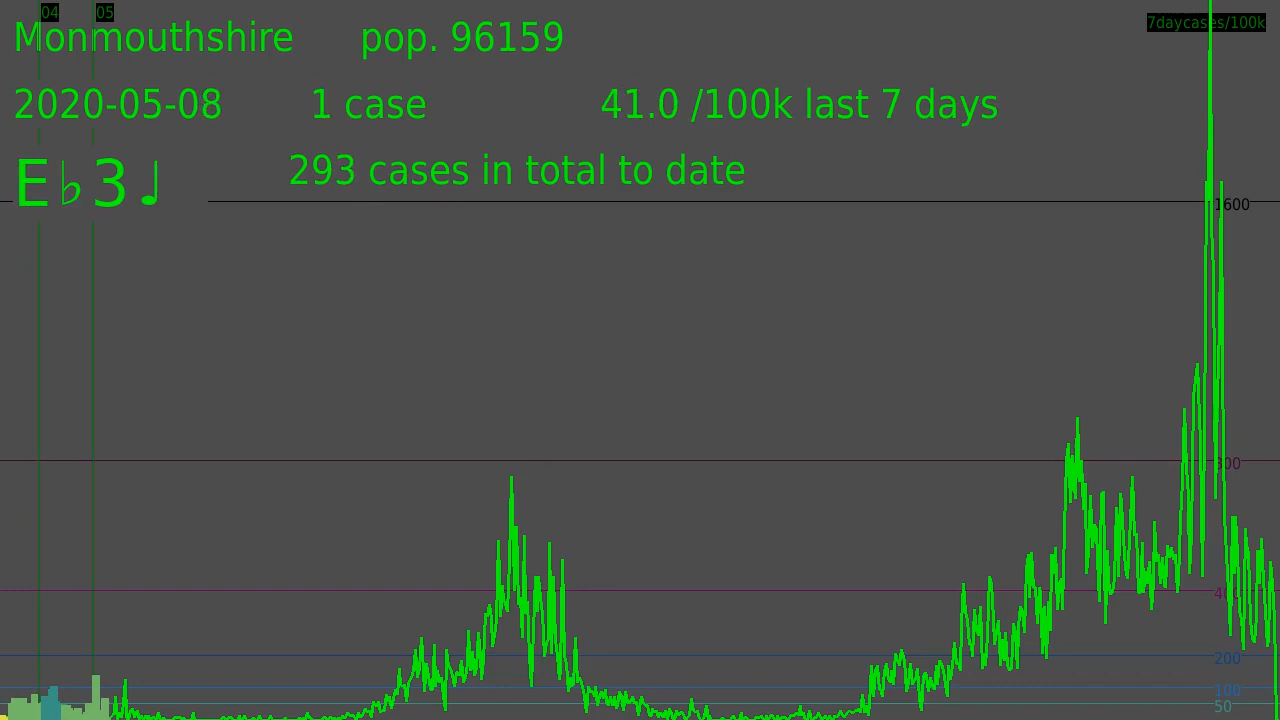 04 05
7daycases/100k
Monmouthshire pop. 96159
2020-05-08 1 case 41.0 /100k last 7 days
E♭3♩ 293 cases in total to date
1600
800
400
200
100
50